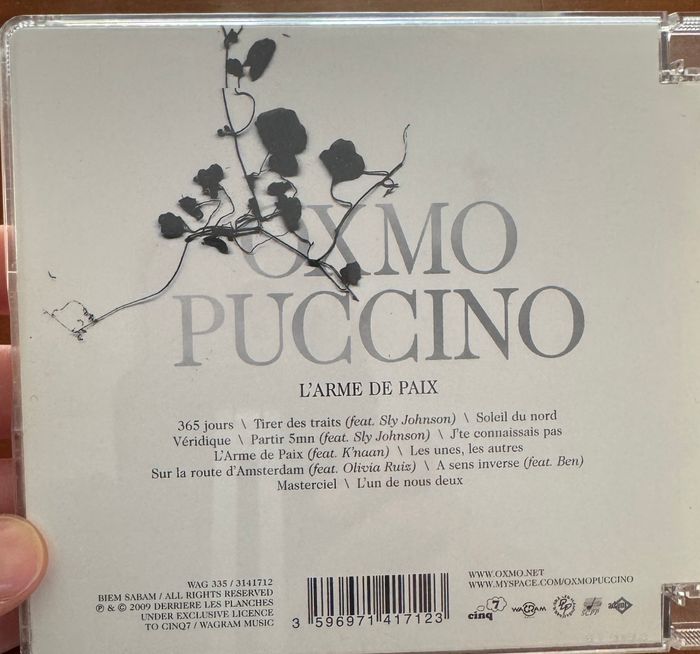 OXMO
PUCCINO
L'ARME DE PAIX
365 jours \ Tirer des traits (feat. Sly Johnson) \ Soleil du nord
Véridique \ Partir 5mn (feat. Sly Johnson) \ J'te connaissais pas
L'Arme de Paix (feat. K'naan) \ Les unes, les autres
Sur la route d'Amsterdam (feat. Olivia Ruiz) \ A sens inverse (feat. Ben)
Masterciel \ L'un de nous deux
WAG 335 / 3141712
BIEM SABAM / ALL RIGHTS RESERVED
℗ & © 2009 DERRIERE LES PLANCHES
UNDER EXCLUSIVE LICENCE
TO CINQ7 / WAGRAM MUSIC
3 596971 417123
WWW.OXMO.NET
WWW.MYSPACE.COM/OXMOPUCCINO
cinq 7
WAGRAM
SCPP